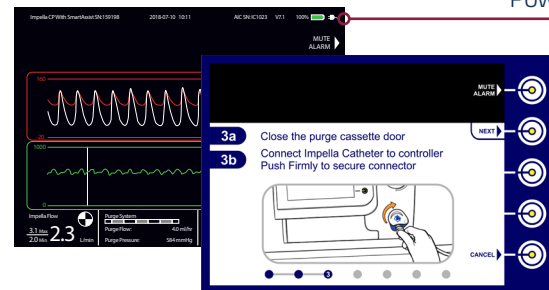 Pow
Impella CP With SmartAssist SN:159198 2018-07-10 10:11 AIC SN:IC1023 V7.1 100%
MUTE
ALARM
160
-20
1000
0
Impella Flow
3.1 Max
2.0 Min 2.3 L/min
Purge System
Purge Flow: 4.0 ml/hr
Purge Pressure: 584 mmHg
MUTE
ALARM
3a Close the purge cassette door
NEXT
3b Connect Impella Catheter to controller
Push Firmly to secure connector
3
CANCEL